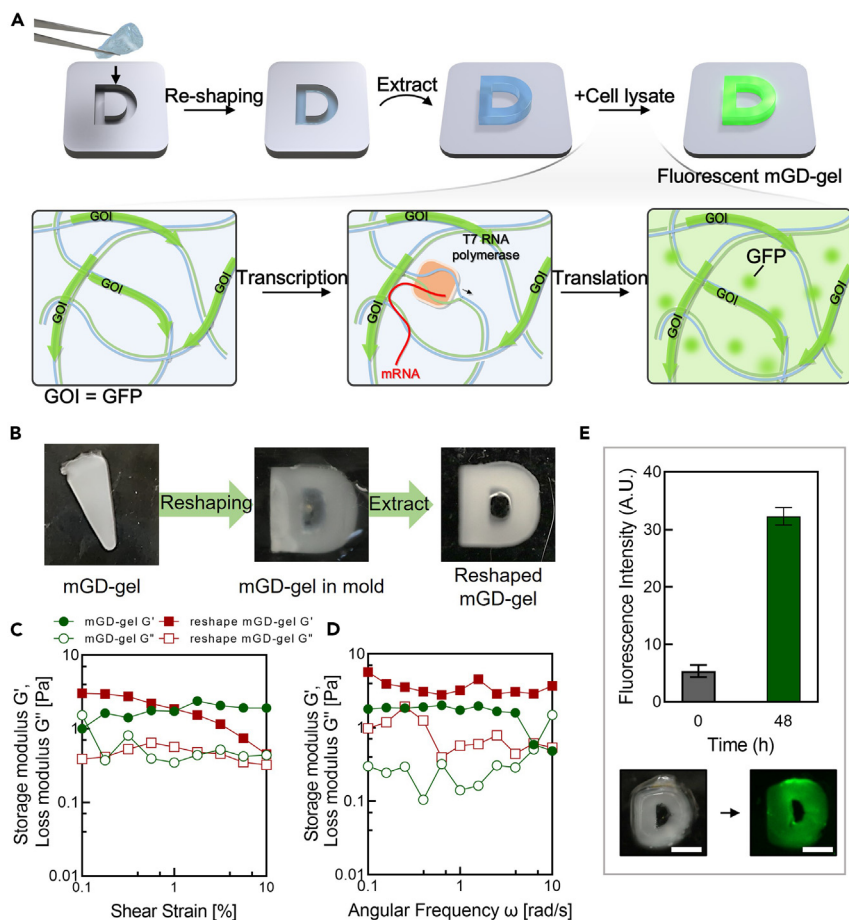 A
Re-shaping
Extract
+Cell lysate
Fluorescent mGD-gel
GOI
GOI
GOI
GOI
GOI = GFP
Transcription
GOI
GOI
GOI
GOI
T7 RNA
polymerase
mRNA
Translation
GOI
GOI
GOI
GOI
GFP
B
Reshaping
Extract
mGD-gel
mGD-gel in mold
Reshaped
mGD-gel
C
mGD-gel G' reshape mGD-gel G'
mGD-gel G" reshape mGD-gel G"
Storage modulus G',
Loss modulus G" [Pa]
10
1
0.1
0.01
0.1 1 10
Shear Strain [%]
D
Storage modulus G',
Loss modulus G" [Pa]
10
1
0.1
0.01
0.1 1 10
Angular Frequency ω [rad/s]
E
Fluorescence Intensity (A.U.)
40
30
20
10
0
0 48
Time (h)